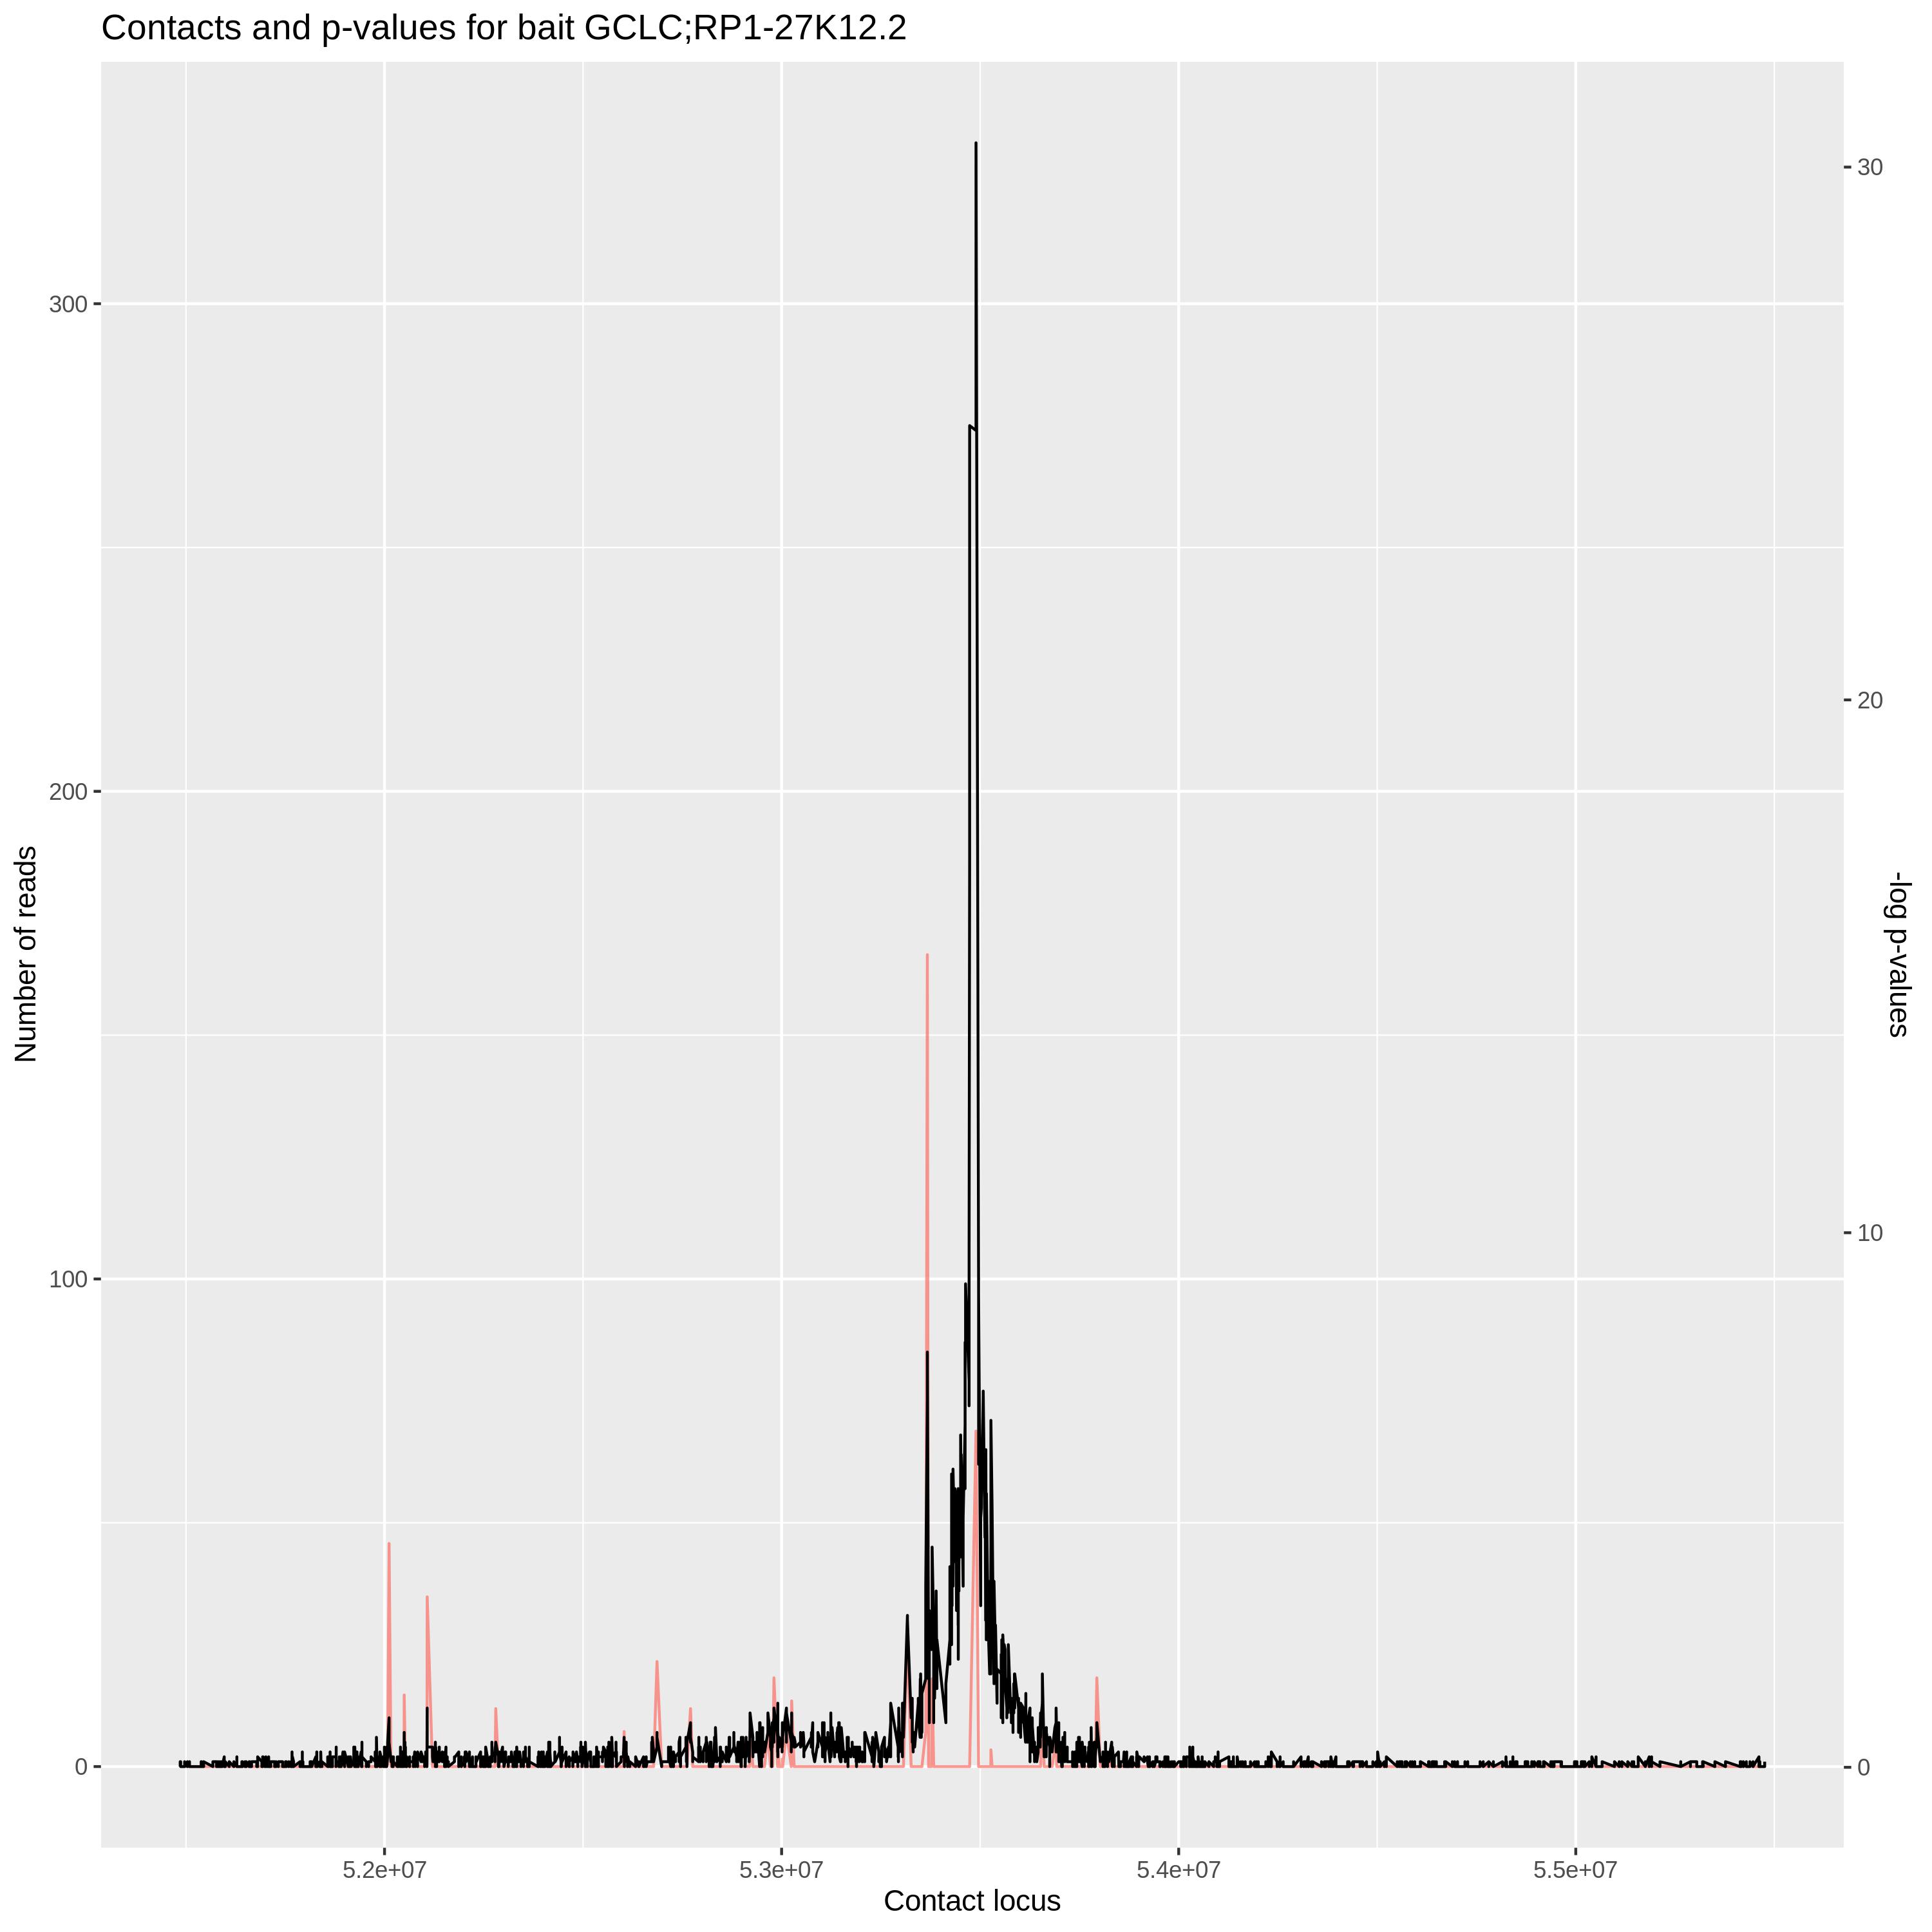 Contacts and p-values for bait GCLC;RP1-27K12.2
Number of reads
300
200
100
0
30
20
10
0
-log p-values
5.2e+07 5.3e+07 5.4e+07 5.5e+07
Contact locus